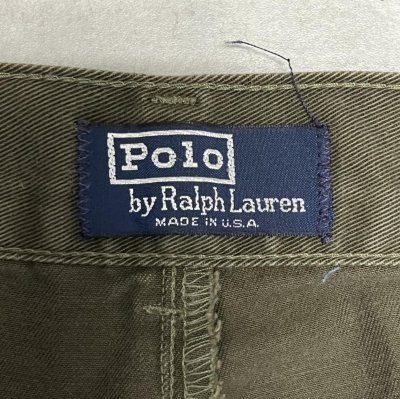 Polo
by Ralph Lauren
MADE IN U.S.A.